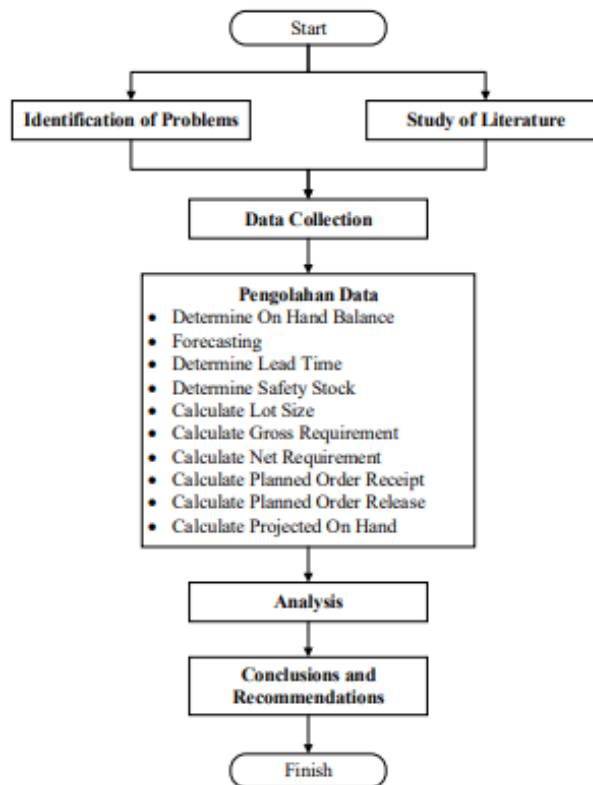 Start
Identification of Problems
Study of Literature
Data Collection
Pengolahan Data
• Determine On Hand Balance
• Forecasting
• Determine Lead Time
• Determine Safety Stock
• Calculate Lot Size
• Calculate Gross Requirement
• Calculate Net Requirement
• Calculate Planned Order Receipt
• Calculate Planned Order Release
• Calculate Projected On Hand
Analysis
Conclusions and
Recommendations
Finish